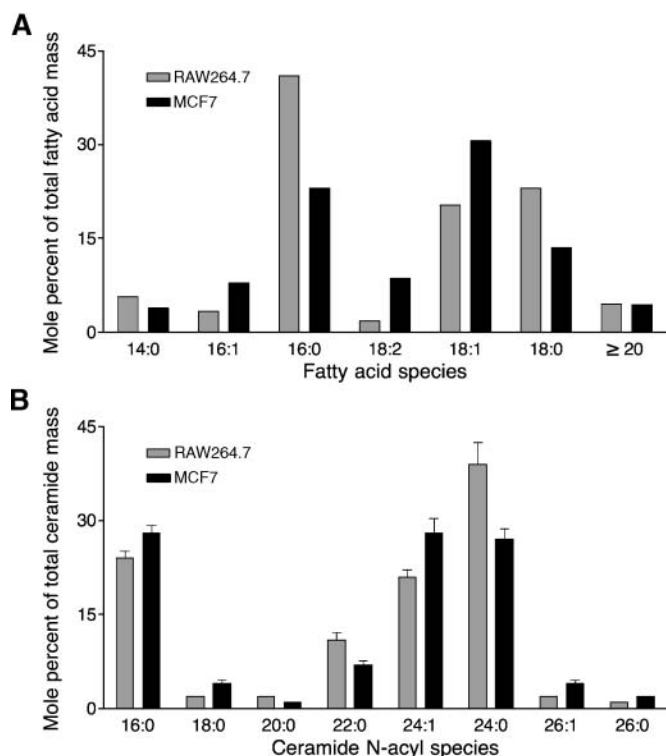 A
Mole percent of total fatty acid mass
45
30
15
0
RAW264.7
MCF7
14:0 16:1 16:0 18:2 18:1 18:0 ≥ 20
Fatty acid species
B
Mole percent of total ceramide mass
45
30
15
0
RAW264.7
MCF7
16:0 18:0 20:0 22:0 24:1 24:0 26:1 26:0
Ceramide N-acyl species